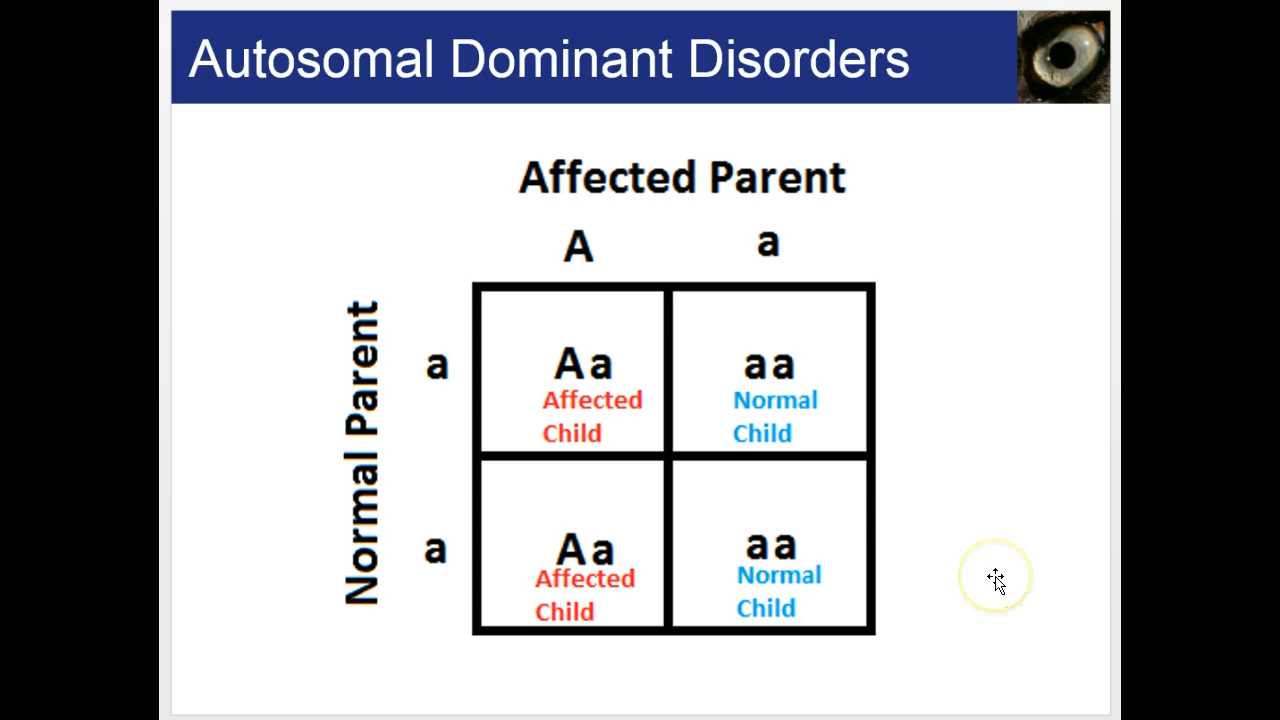 Autosomal Dominant Disorders
Affected Parent
A a
Normal Parent
a
Aa
Affected
Child
aa
Normal
Child
a
Aa
Affected
Child
aa
Normal
Child